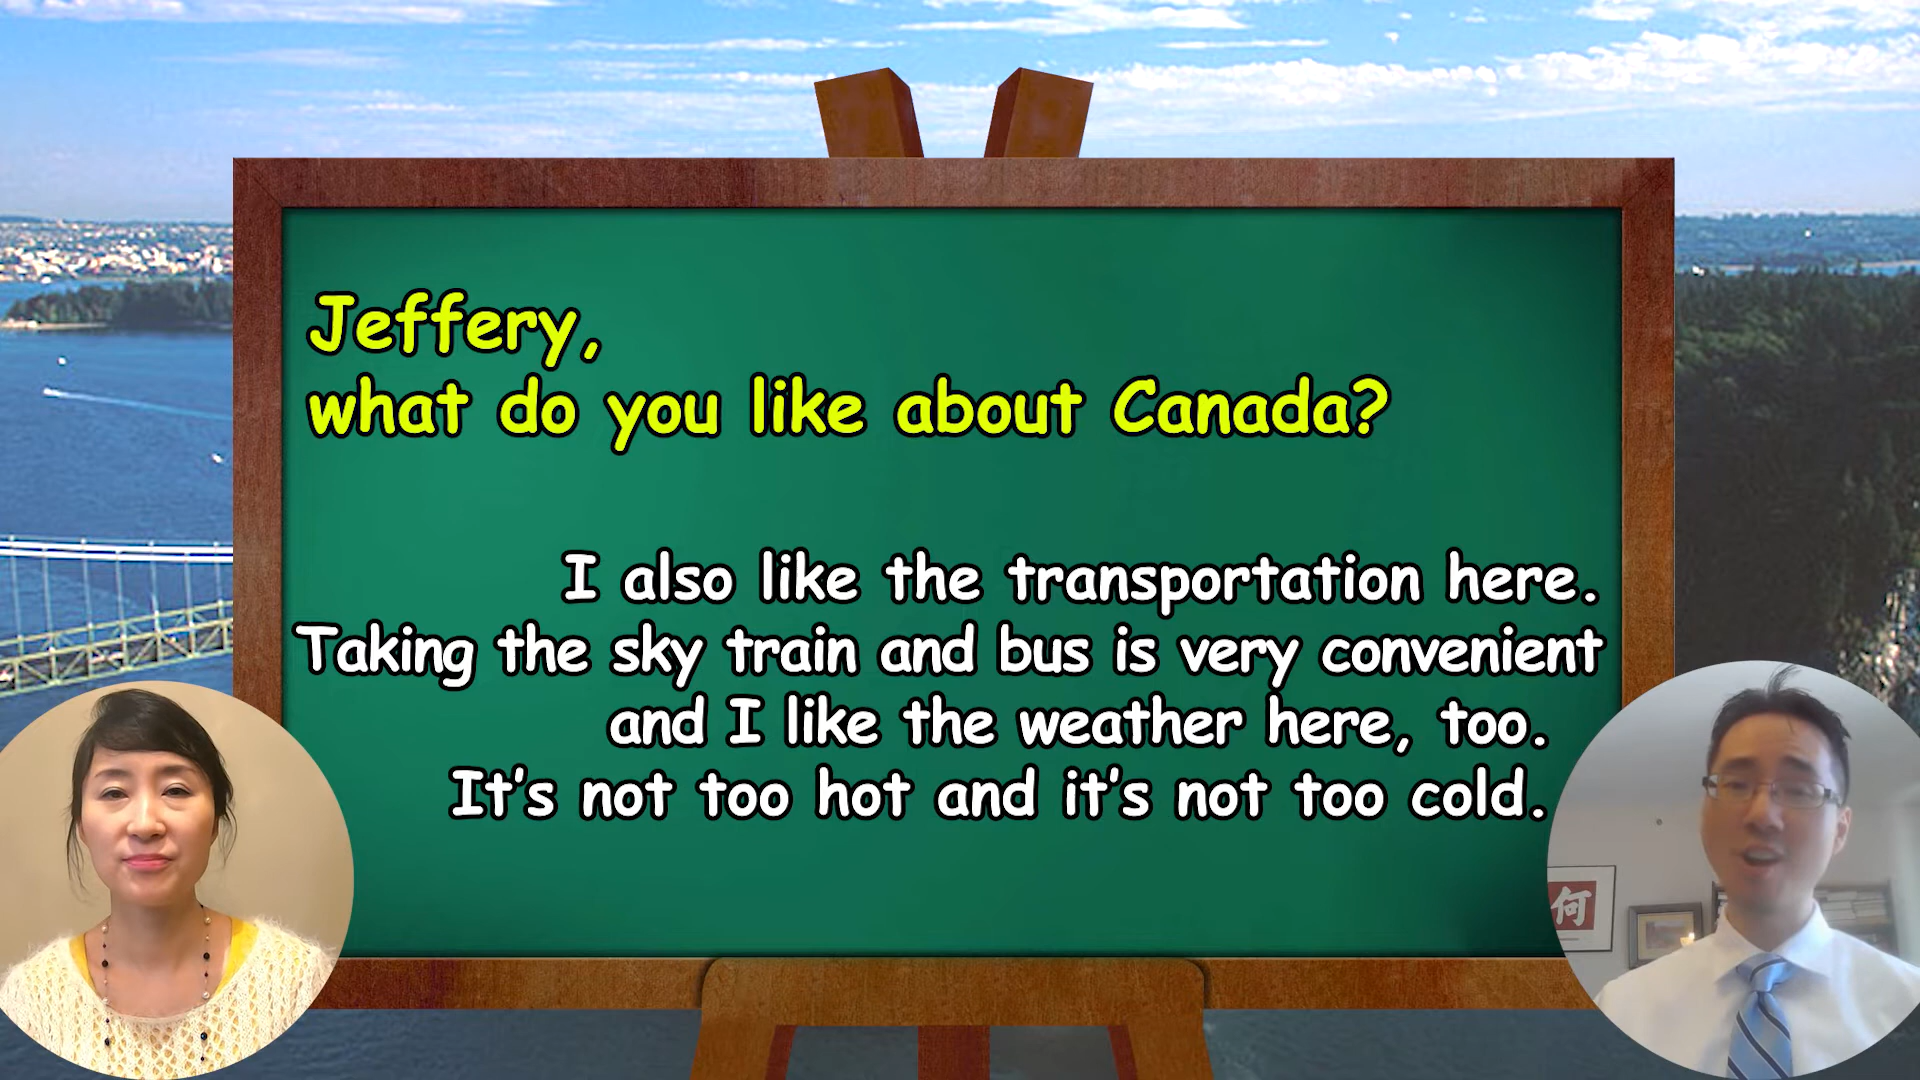 Jeffery,
what do you like about Canada?
I also like the transportation here.
Taking the sky train and bus is very convenient
and I like the weather here, too.
It's not too hot and it's not too cold.
何